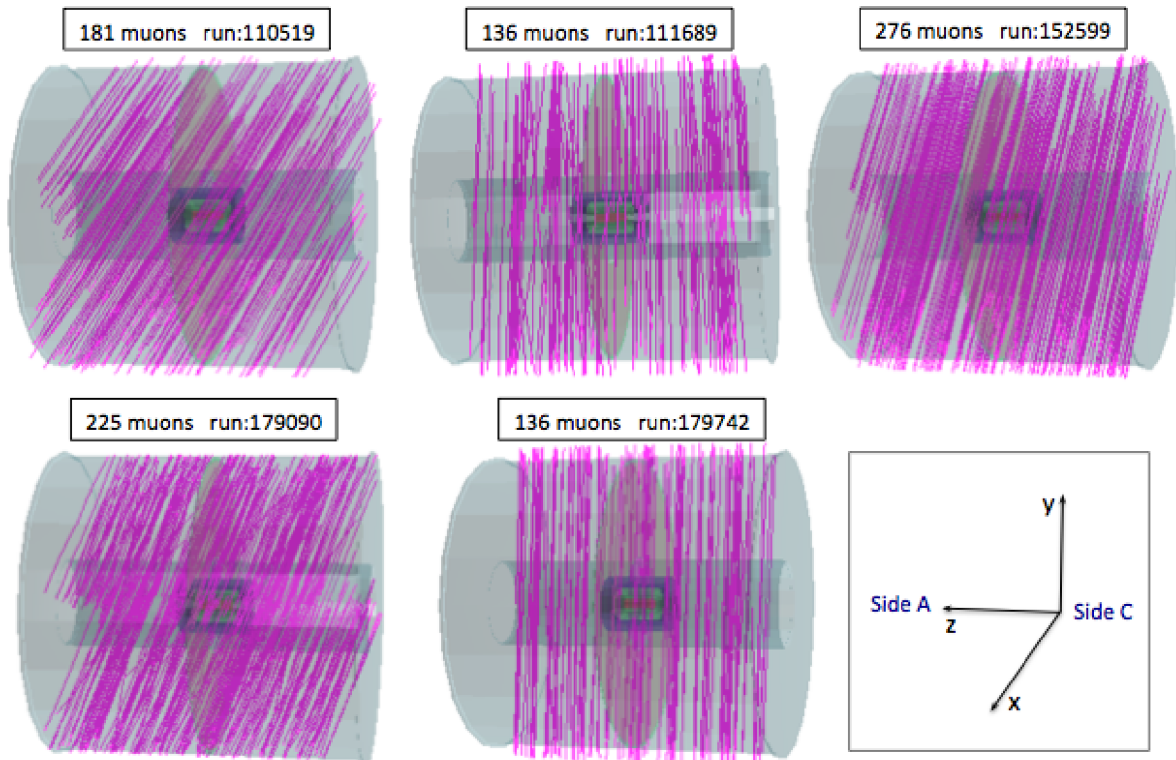 181 muons run:110519
136 muons run:111689
276 muons run:152599
225 muons run:179090
136 muons run:179742
y
Side A
z
Side C
x